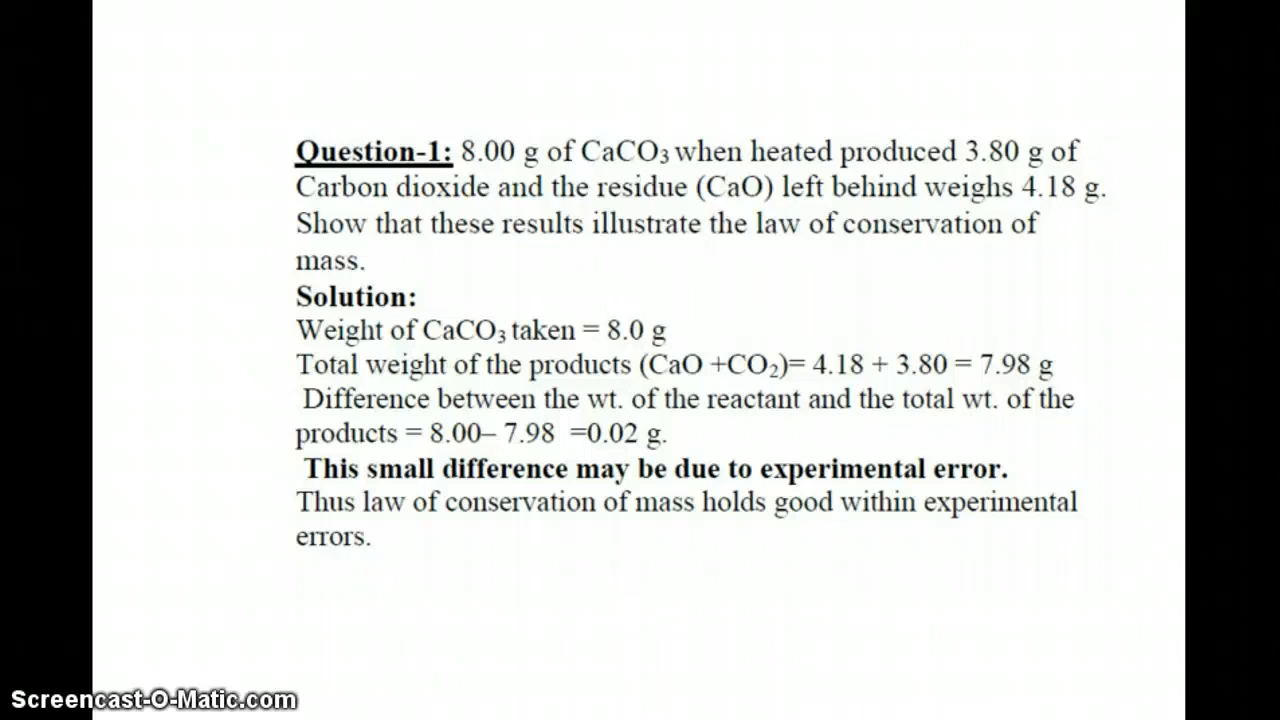 Question-1: 8.00 g of CaCO₃ when heated produced 3.80 g of
Carbon dioxide and the residue (CaO) left behind weighs 4.18 g.
Show that these results illustrate the law of conservation of
mass.
Solution:
Weight of CaCO₃ taken = 8.0 g
Total weight of the products (CaO +CO₂)= 4.18 + 3.80 = 7.98 g
Difference between the wt. of the reactant and the total wt. of the
products = 8.00– 7.98 =0.02 g.
This small difference may be due to experimental error.
Thus law of conservation of mass holds good within experimental
errors.
Screencast-O-Matic.com